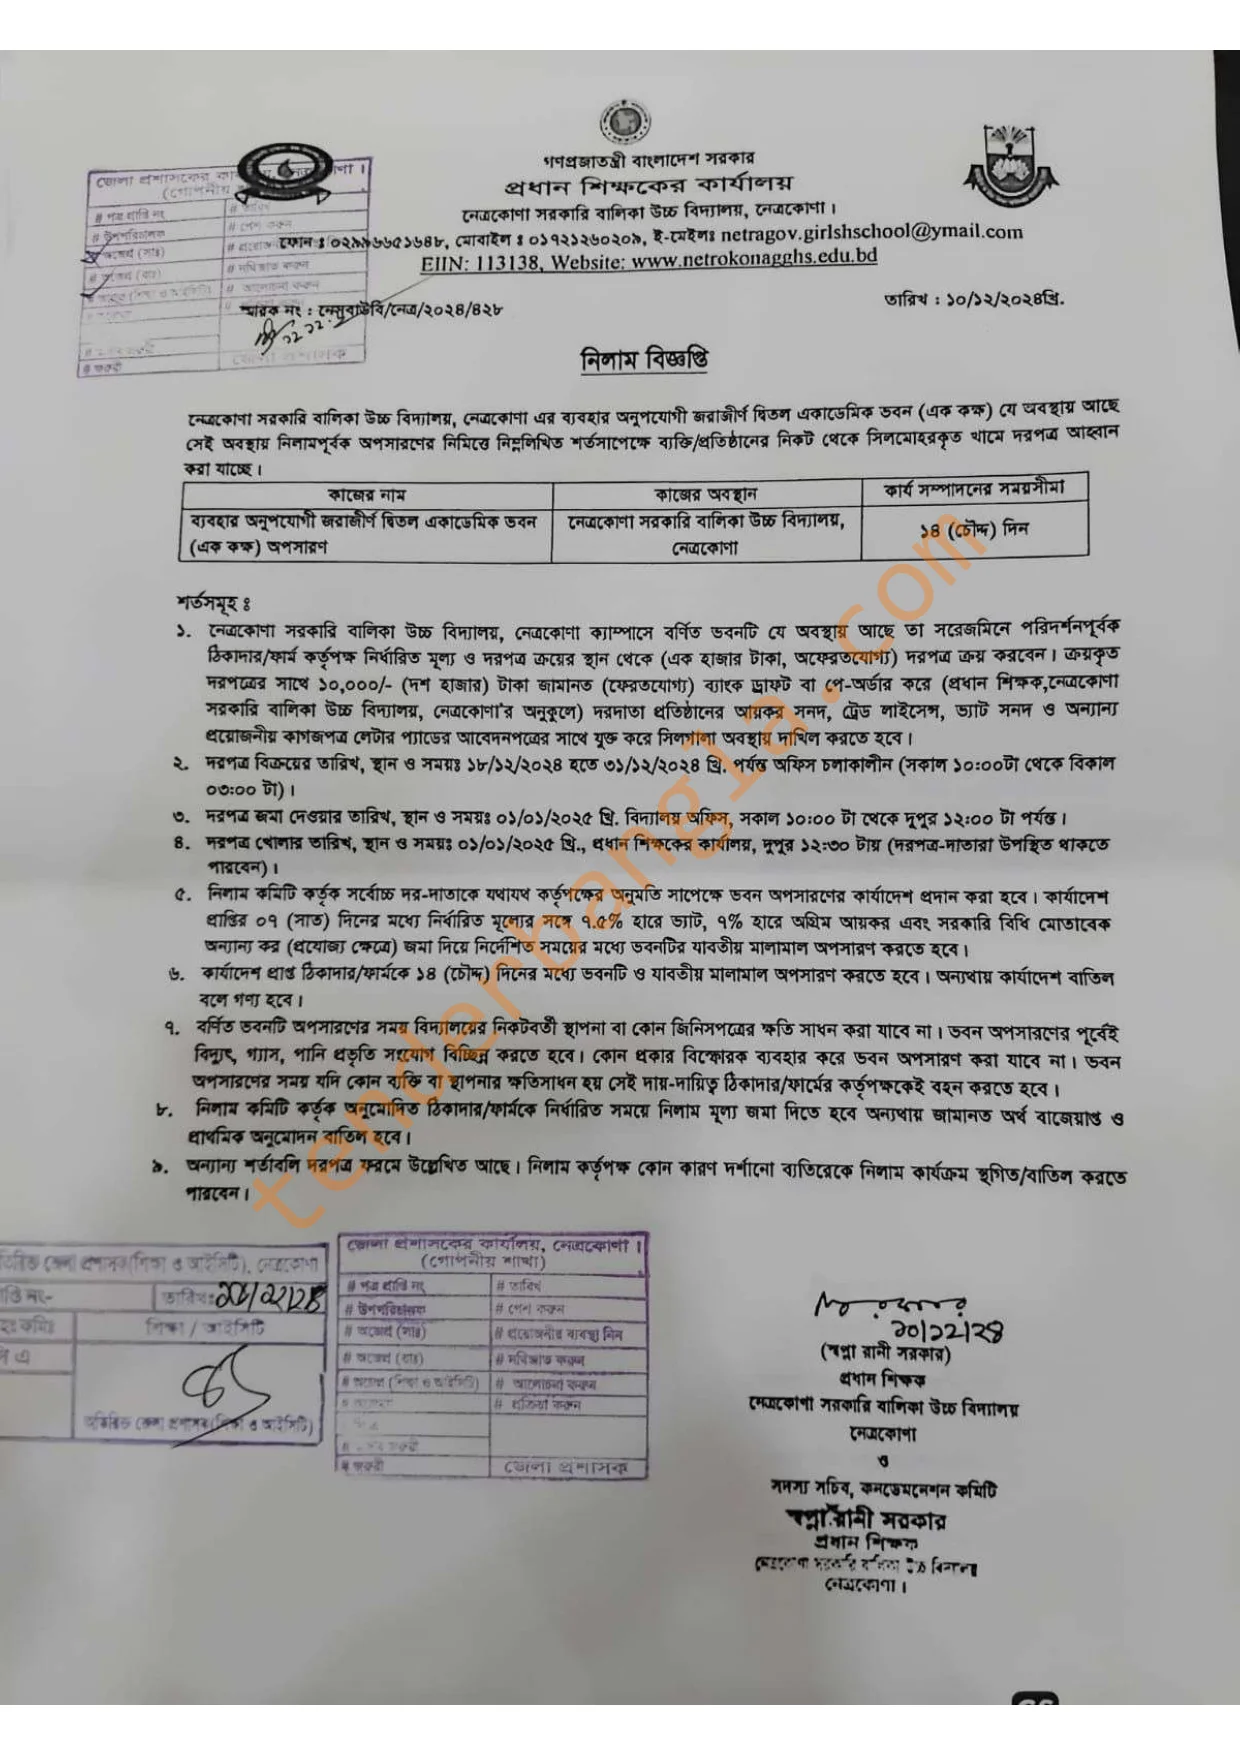 গণপ্রজাতন্ত্রী বাংলাদেশ সরকার
প্রধান শিক্ষকের কার্যালয়
নেত্রকোণা সরকারি বালিকা উচ্চ বিদ্যালয়, নেত্রকোণা।
ফোন ঃ ০২৯৯৬৬৫১৬৪৮, মোবাইল ঃ ০১৭২১২৬০২০৯, ই-মেইলঃ netragov.girlshschool@ymail.com
EIIN: 113138, Website: www.netrokonagghs.edu.bd
স্মারক নং : নেসবাউবি/নেত্র/২০২৪/৪২৮
তারিখ : ১০/১২/২০২৪খ্রি.
নিলাম বিজ্ঞপ্তি
নেত্রকোণা সরকারি বালিকা উচ্চ বিদ্যালয়, নেত্রকোণা এর ব্যবহার অনুপযোগী জরাজীর্ণ দ্বিতল একাডেমিক ভবন (এক কক্ষ) যে অবস্থায় আছে
সেই অবস্থায় নিলামপূর্বক অপসারণের নিমিত্তে নিম্নলিখিত শর্তসাপেক্ষে ব্যক্তি/প্রতিষ্ঠানের নিকট থেকে সিলমোহরকৃত খামে দরপত্র আহ্বান
করা যাচ্ছে।
কাজের নাম কাজের অবস্থান কার্য সম্পাদনের সময়সীমা
ব্যবহার অনুপযোগী জরাজীর্ণ দ্বিতল একাডেমিক ভবন নেত্রকোণা সরকারি বালিকা উচ্চ বিদ্যালয়, ১৪ (চৌদ্দ) দিন
(এক কক্ষ) অপসারণ নেত্রকোণা
শর্তসমূহ ঃ
১. নেত্রকোণা সরকারি বালিকা উচ্চ বিদ্যালয়, নেত্রকোণা ক্যাম্পাসে বর্ণিত ভবনটি যে অবস্থায় আছে তা সরেজমিনে পরিদর্শনপূর্বক
ঠিকাদার/ফার্ম কর্তৃপক্ষ নির্ধারিত মূল্য ও দরপত্র ক্রয়ের স্থান থেকে (এক হাজার টাকা, অফেরতযোগ্য) দরপত্র ক্রয় করবেন। ক্রয়কৃত
দরপত্রের সাথে ১০,০০০/- (দশ হাজার) টাকা জামানত (ফেরতযোগ্য) ব্যাংক ড্রাফট বা পে-অর্ডার করে (প্রধান শিক্ষক,নেত্রকোণা
সরকারি বালিকা উচ্চ বিদ্যালয়, নেত্রকোণা'র অনুকূলে) দরদাতা প্রতিষ্ঠানের আয়কর সনদ, ট্রেড লাইসেন্স, ভ্যাট সনদ ও অন্যান্য
প্রয়োজনীয় কাগজপত্র লেটার প্যাডের আবেদনপত্রের সাথে যুক্ত করে সিলগালা অবস্থায় দাখিল করতে হবে।
২. দরপত্র বিক্রয়ের তারিখ, স্থান ও সময়ঃ ১৮/১২/২০২৪ হতে ৩১/১২/২০২৪ খ্রি. পর্যন্ত অফিস চলাকালীন (সকাল ১০:০০টা থেকে বিকাল
০৩:০০ টা)।
৩. দরপত্র জমা দেওয়ার তারিখ, স্থান ও সময়ঃ ০১/০১/২০২৫ খ্রি. বিদ্যালয় অফিস, সকাল ১০:০০ টা থেকে দুপুর ১২:০০ টা পর্যন্ত।
৪. দরপত্র খোলার তারিখ, স্থান ও সময়ঃ ০১/০১/২০২৫ খ্রি., প্রধান শিক্ষকের কার্যালয়, দুপুর ১২:৩০ টায় (দরপত্র-দাতারা উপস্থিত থাকতে
পারবেন)।
৫. নিলাম কমিটি কর্তৃক সর্বোচ্চ দর-দাতাকে যথাযথ কর্তৃপক্ষের অনুমতি সাপেক্ষে ভবন অপসারণের কার্যাদেশ প্রদান করা হবে। কার্যাদেশ
প্রাপ্তির ০৭ (সাত) দিনের মধ্যে নির্ধারিত মূল্যের সঙ্গে ৭.৫% হারে ভ্যাট, ৭% হারে অগ্রিম আয়কর এবং সরকারি বিধি মোতাবেক
অন্যান্য কর (প্রযোজ্য ক্ষেত্রে) জমা দিয়ে নির্দেশিত সময়ের মধ্যে ভবনটির যাবতীয় মালামাল অপসারণ করতে হবে।
৬. কার্যাদেশ প্রাপ্ত ঠিকাদার/ফার্মকে ১৪ (চৌদ্দ) দিনের মধ্যে ভবনটি ও যাবতীয় মালামাল অপসারণ করতে হবে। অন্যথায় কার্যাদেশ বাতিল
বলে গণ্য হবে।
৭. বর্ণিত ভবনটি অপসারণের সময় বিদ্যালয়ের নিকটবর্তী স্থাপনা বা কোন জিনিসপত্রের ক্ষতি সাধন করা যাবে না। ভবন অপসারণের পূর্বেই
বিদ্যুৎ, গ্যাস, পানি প্রভৃতি সংযোগ বিচ্ছিন্ন করতে হবে। কোন প্রকার বিস্ফোরক ব্যবহার করে ভবন অপসারণ করা যাবে না। ভবন
অপসারণের সময় যদি কোন ব্যক্তি বা স্থাপনার ক্ষতিসাধন হয় সেই দায়-দায়িত্ব ঠিকাদার/ফার্মের কর্তৃপক্ষকেই বহন করতে হবে।
৮. নিলাম কমিটি কর্তৃক অনুমোদিত ঠিকাদার/ফার্মকে নির্ধারিত সময়ে নিলাম মূল্য জমা দিতে হবে অন্যথায় জামানত অর্থ বাজেয়াপ্ত ও
প্রাথমিক অনুমোদন বাতিল হবে।
৯. অন্যান্য শর্তাবলি দরপত্র ফরমে উল্লেখিত আছে। নিলাম কর্তৃপক্ষ কোন কারণ দর্শানো ব্যতিরেকে নিলাম কার্যক্রম স্থগিত/বাতিল করতে
পারবেন।
tenderbangla.com
জেলা প্রশাসকের কার্যালয়, নেত্রকোণা।
(গোপনীয় শাখা)
# পত্র প্রাপ্তি নং # তারিখ
# উপপরিচালক # পেশ করুন
# অজেপ্র (সাঃ) # প্রয়োজনীয় ব্যবস্থা নিন
# অজেপ্র (রাঃ) # নথিজাত করুন
# অজেপ্র (শিক্ষা ও আইসিটি) # আলোচনা করুন
# প্রক্রিয়া করুন
# জরুরী জেলা প্রশাসক
জেলা প্রশাসক(শিক্ষা ও আইসিটি), নেত্রকোণা
তারিখঃ
শিক্ষা / আইসিটি
অতিরিক্ত জেলা প্রশাসক (শিক্ষা ও আইসিটি)
১০/১২/২৪
(স্বপ্না রানী সরকার)
প্রধান শিক্ষক
নেত্রকোণা সরকারি বালিকা উচ্চ বিদ্যালয়
নেত্রকোণা
ও
সদস্য সচিব, কনডেমনেশন কমিটি
স্বপ্না রানী সরকার
প্রধান শিক্ষক
নেত্রকোণা সরকারি বালিকা উচ্চ বিদ্যালয়
নেত্রকোণা।